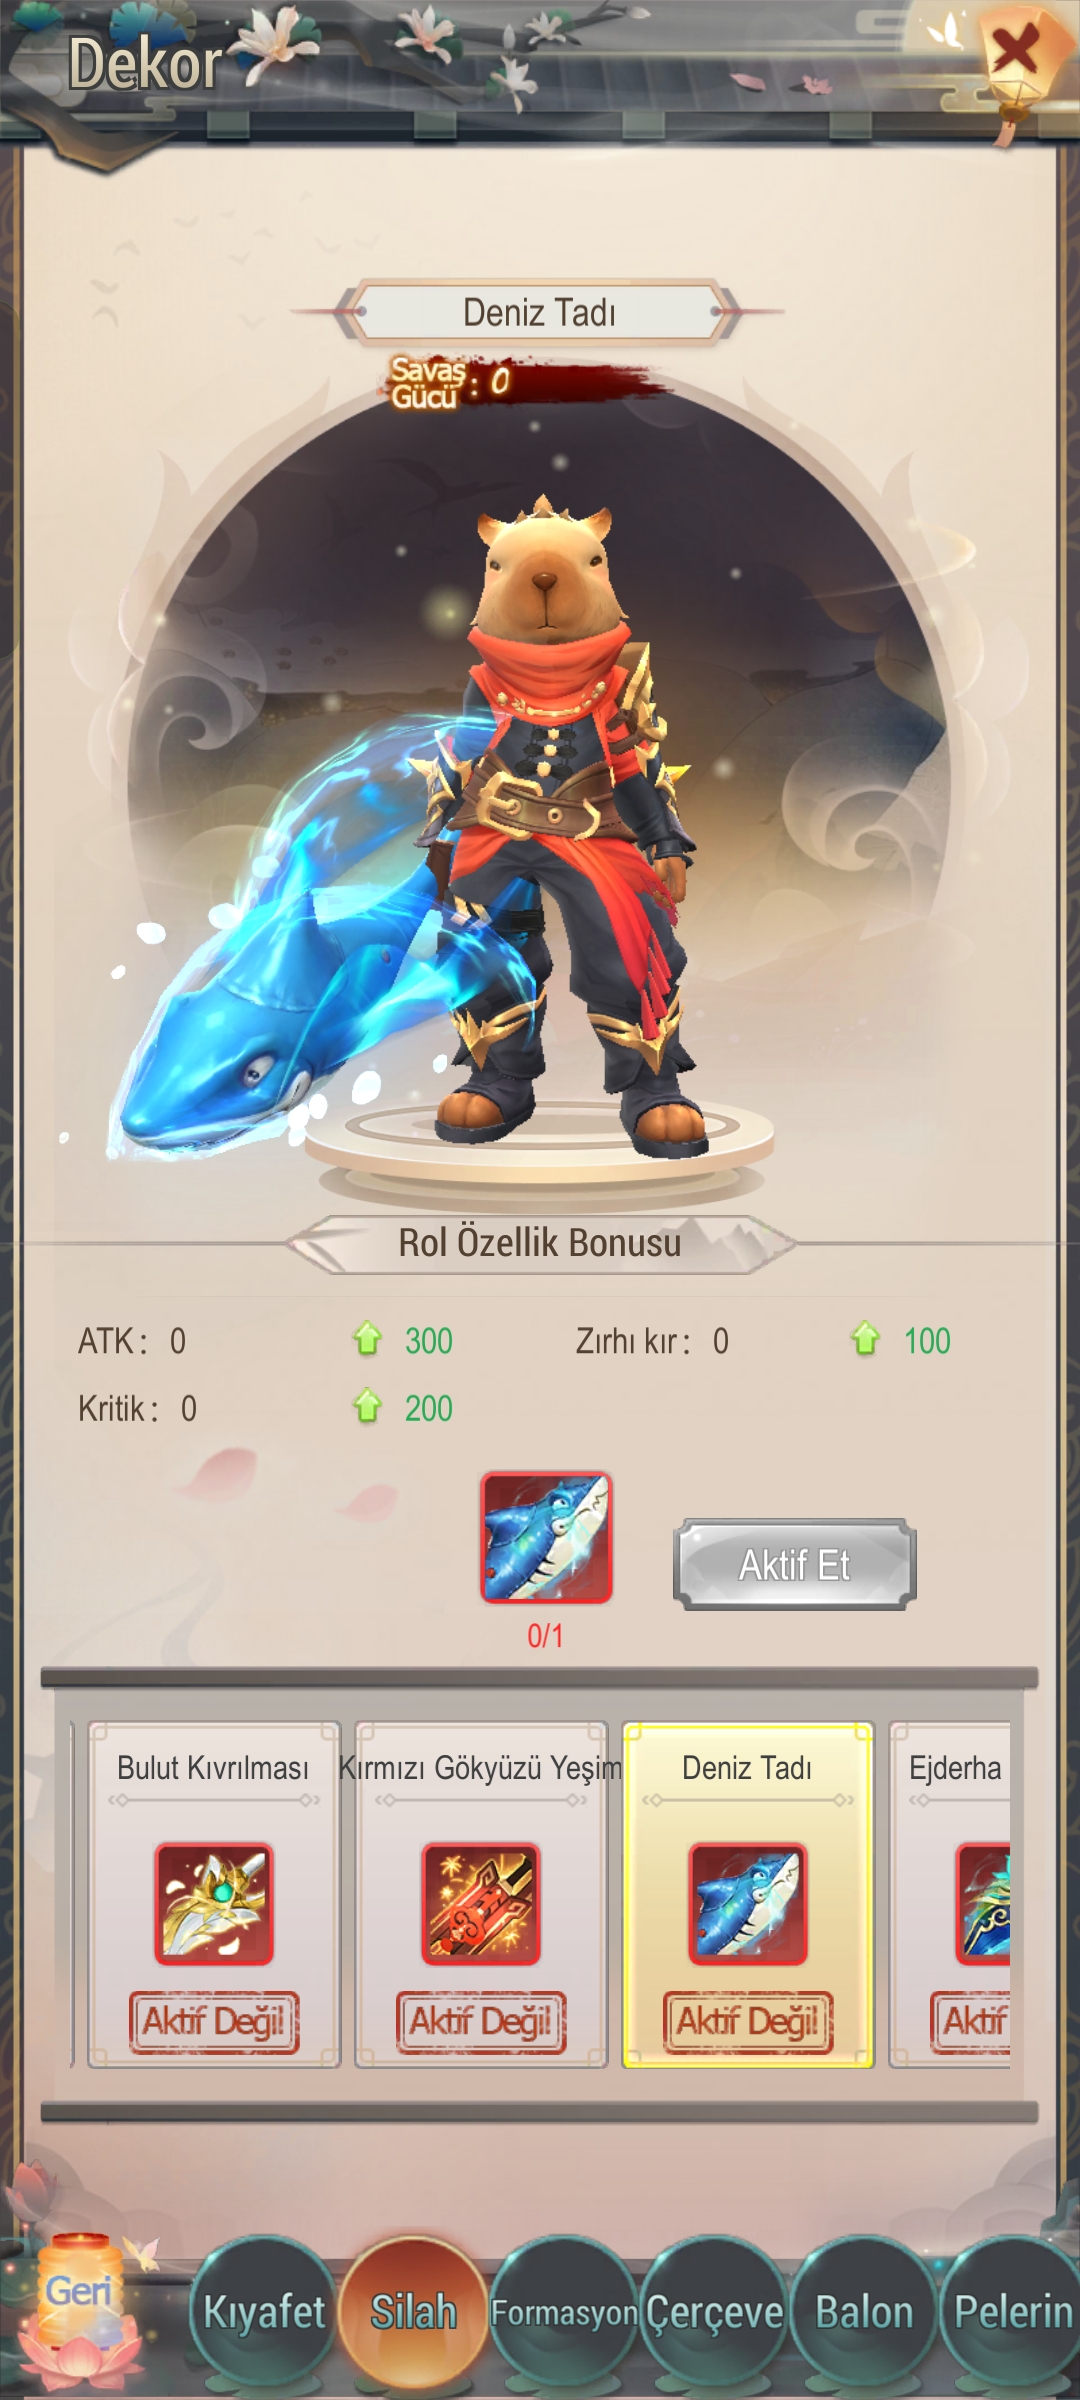 Dekor
Deniz Tadı
Savaş Gücü : 0
Rol Özellik Bonusu
ATK: 0 300 Zırhı kır: 0 100
Kritik: 0 200
Aktif Et
0/1
Bulut Kıvrılması Kırmızı Gökyüzü Yeşim Deniz Tadı Ejderha
Aktif Değil Aktif Değil Aktif Değil Aktif
Geri Kıyafet Silah Formasyon Çerçeve Balon Pelerin